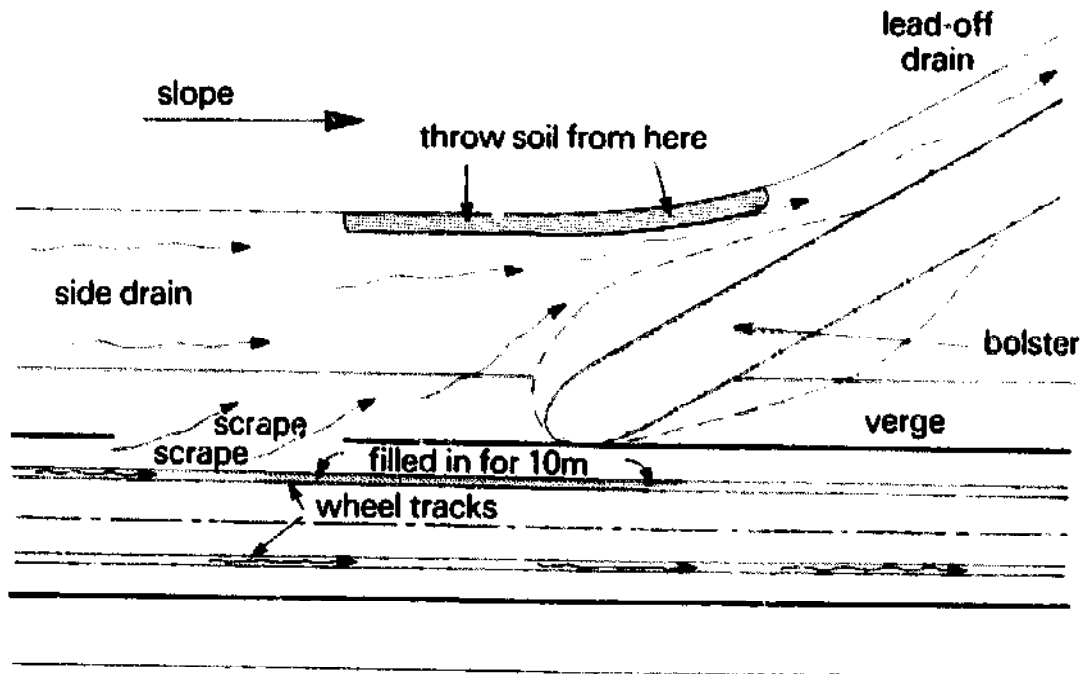 lead-off
drain
slope
throw soil from here
side drain
bolster
scrape
scrape
verge
filled in for 10m
wheel tracks